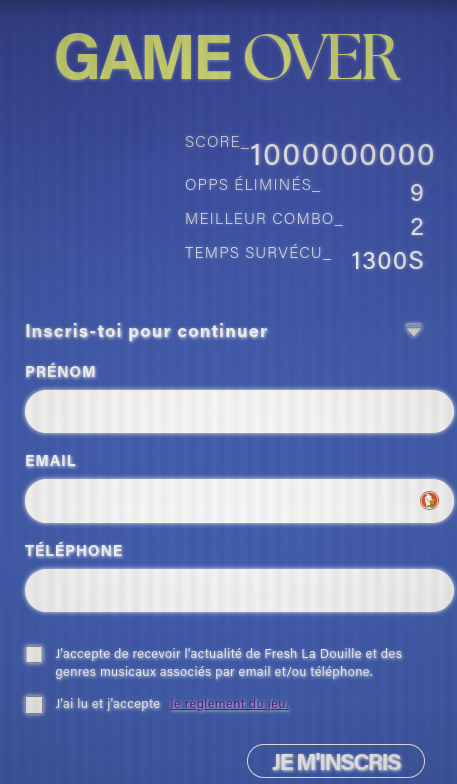 GAME OVER
SCORE_ 1000000000
OPPS ÉLIMINÉS_ 9
MEILLEUR COMBO_ 2
TEMPS SURVÉCU_ 1300S
Inscris-toi pour continuer
PRÉNOM
EMAIL
TÉLÉPHONE
J'accepte de recevoir l'actualité de Fresh La Douille et des
genres musicaux associés par email et/ou téléphone.
J'ai lu et j'accepte le règlement du jeu.
JE M'INSCRIS